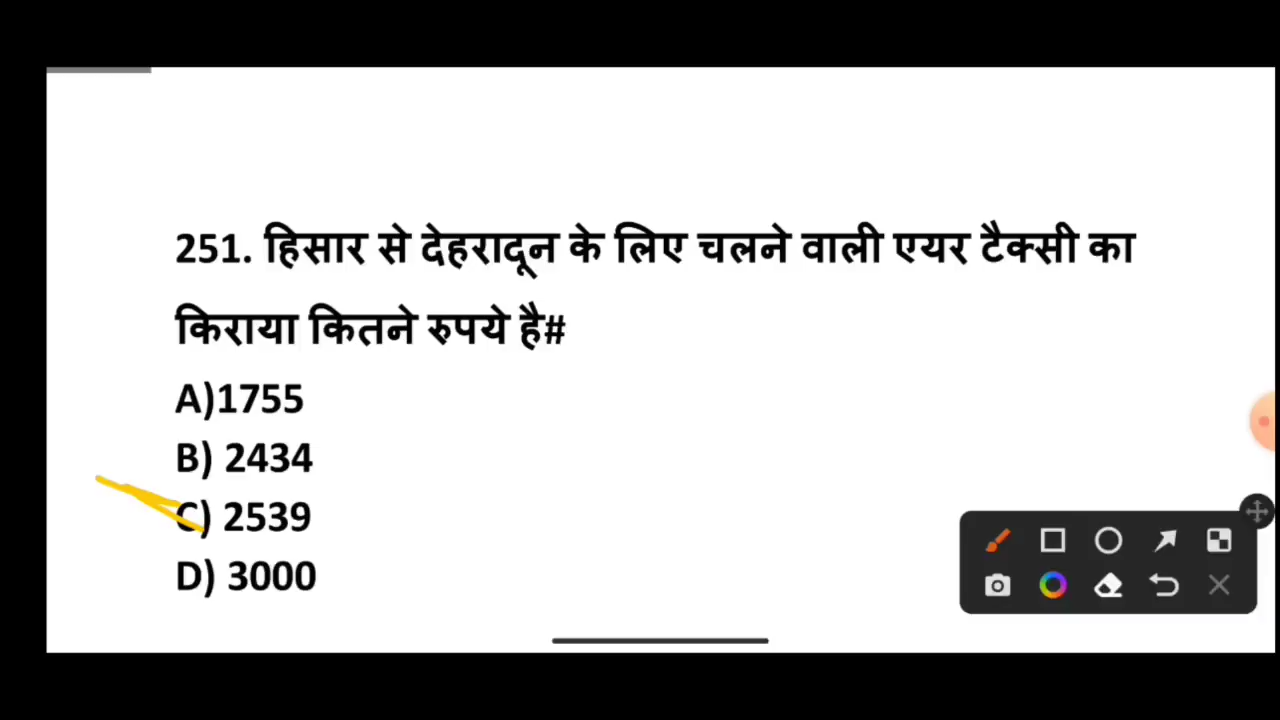 251. हिसार से देहरादून के लिए चलने वाली एयर टैक्सी का
किराया कितने रुपये है#
A)1755
B) 2434
C) 2539
D) 3000